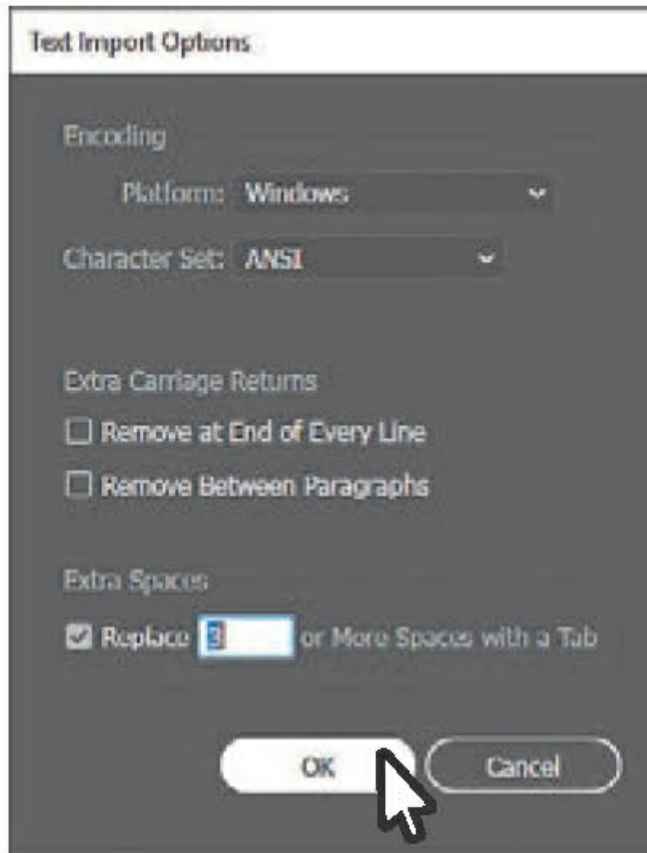 Text Import Options
Encoding
Platform: Windows
Character Set: ANSI
Extra Carriage Returns
Remove at End of Every Line
Remove Between Paragraphs
Extra Spaces
Replace 3 or More Spaces with a Tab
OK Cancel